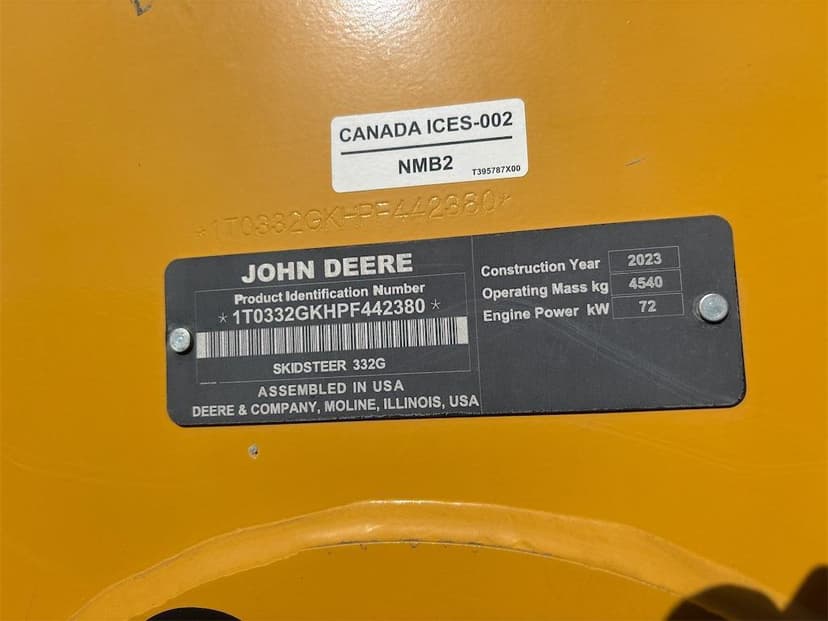 CANADA ICES-002
NMB2
T395787X00
*1T0332GKHPF442380*
JOHN DEERE
Product Identification Number
*1T0332GKHPF442380*
SKIDSTEER 332G
ASSEMBLED IN USA
DEERE & COMPANY, MOLINE, ILLINOIS, USA
Construction Year 2023
Operating Mass kg 4540
Engine Power kW 72